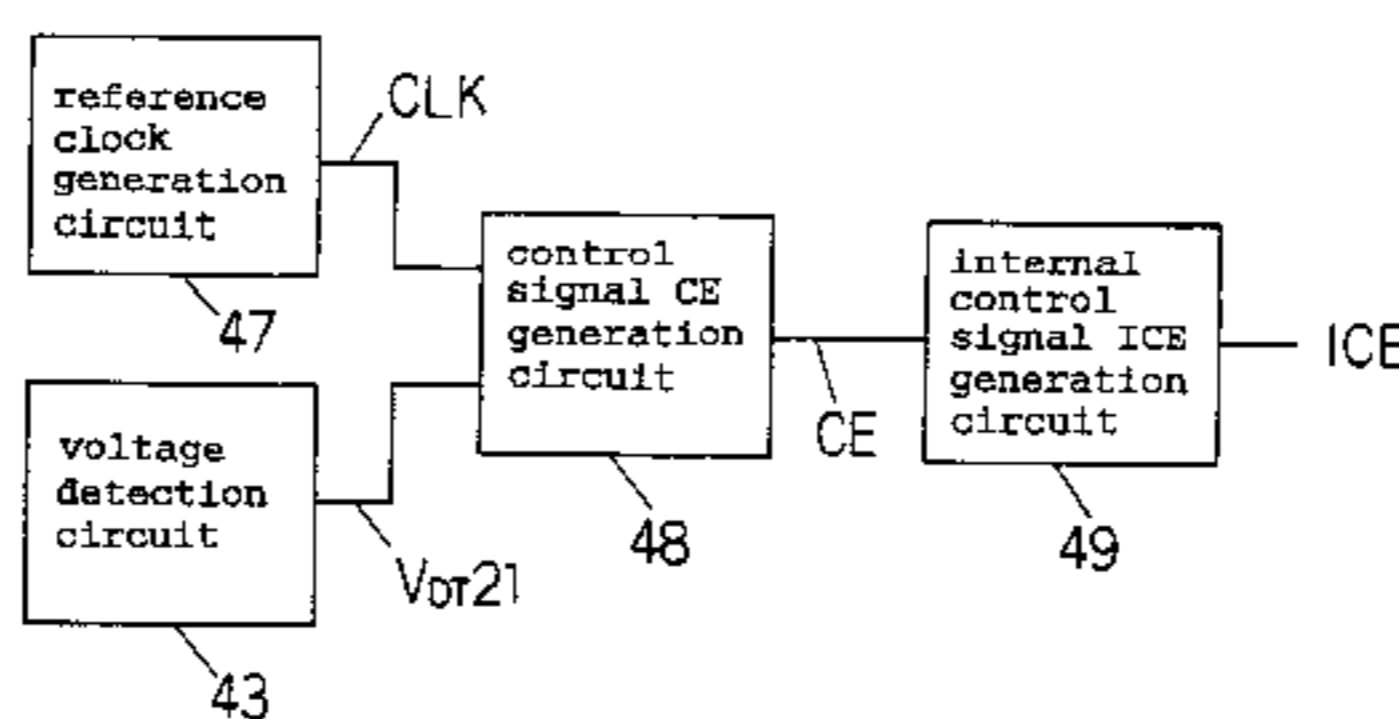 reference
clock
generation
circuit
CLK
47
voltage
detection
circuit
VDT21
43
control
signal CE
generation
circuit
48
CE
internal
control
signal ICE
generation
circuit
49
ICE